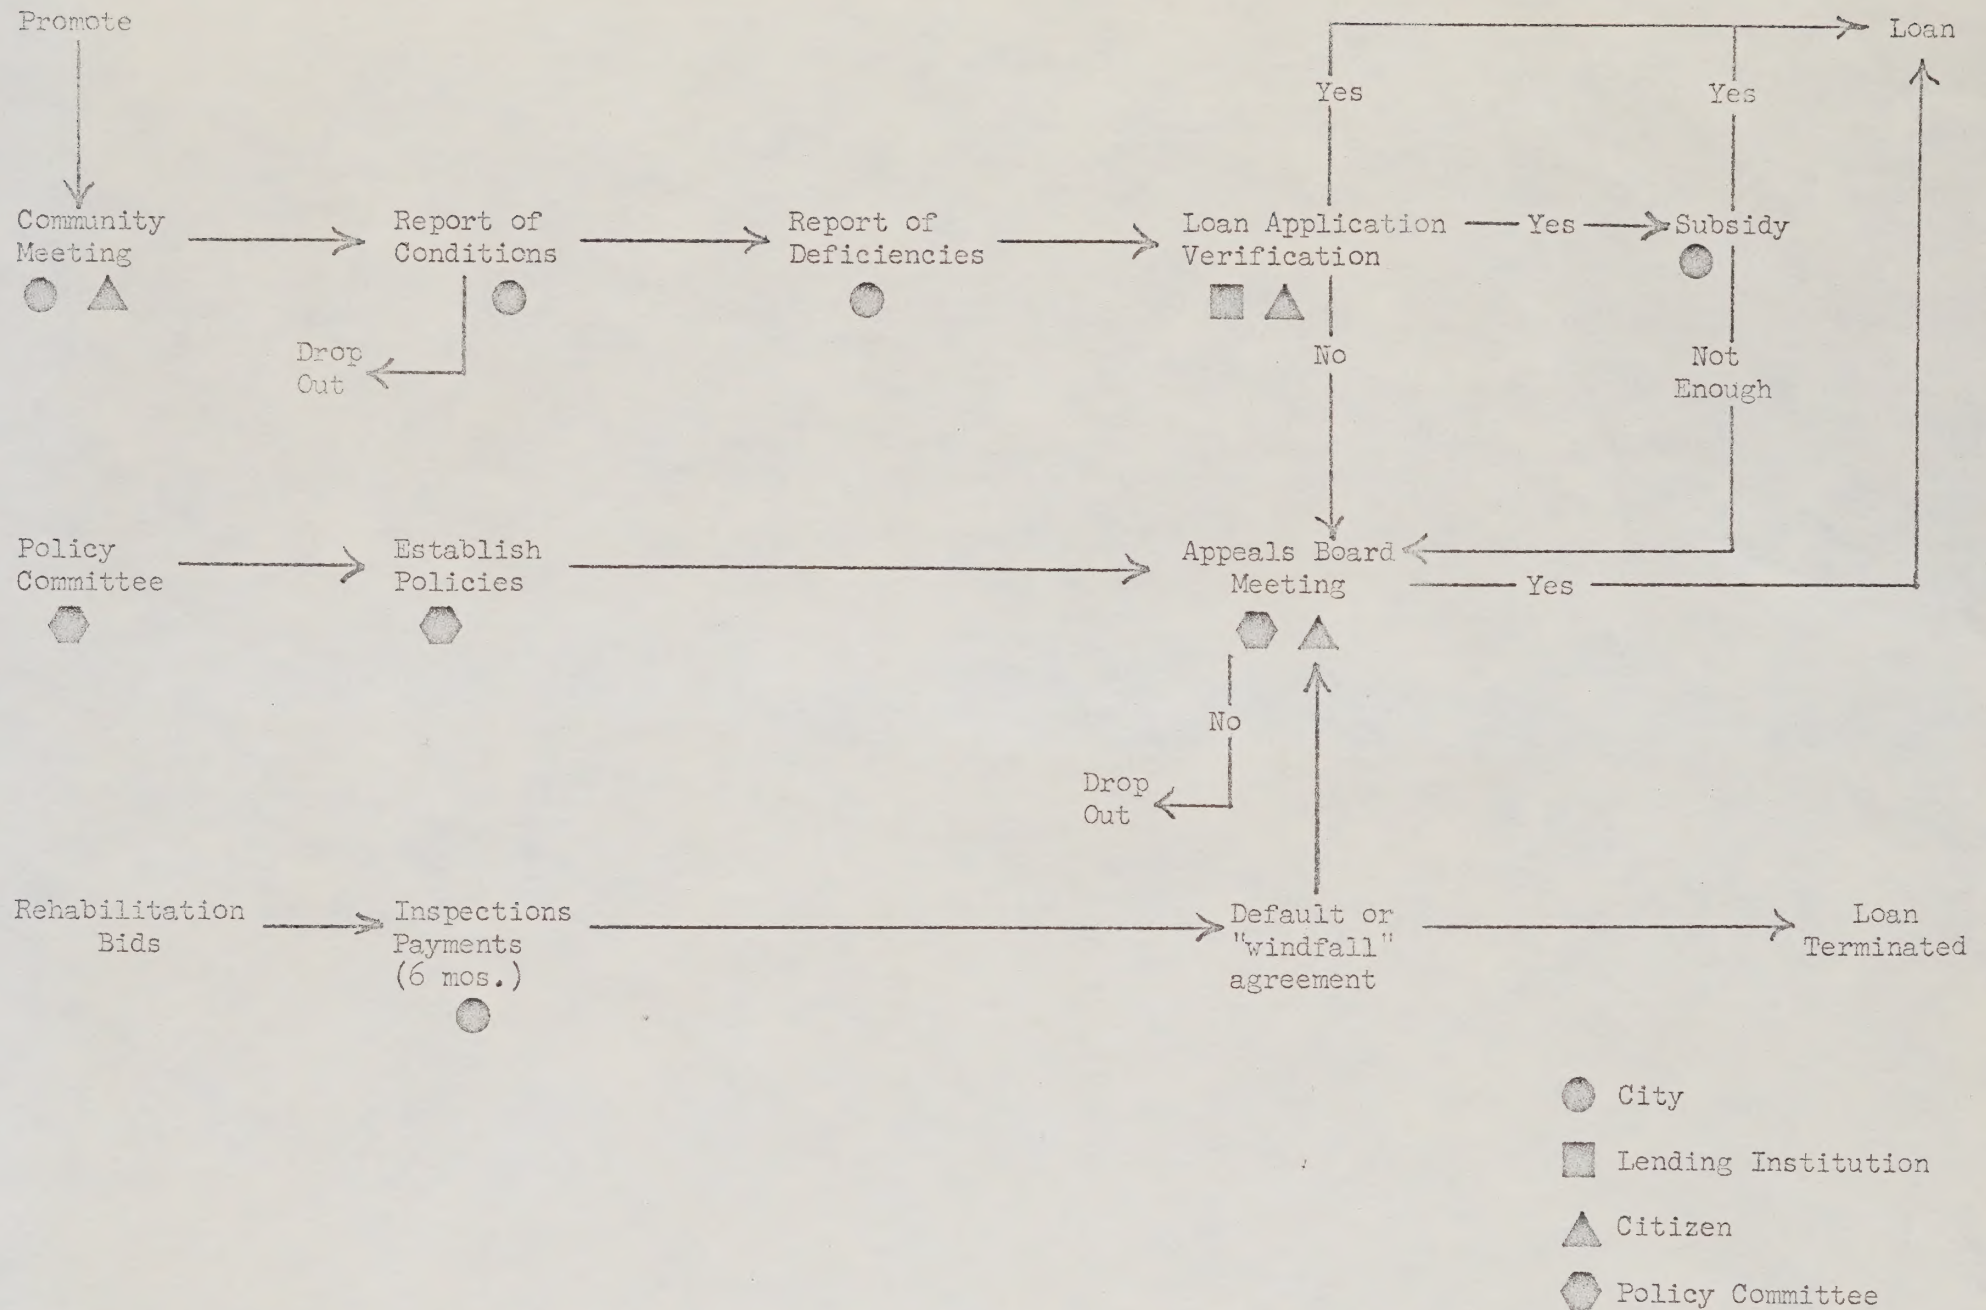 Promote
Loan
Yes
Yes
Community
Meeting
Report of
Conditions
Report of
Deficiencies
Loan Application
Verification
Yes
Subsidy
Drop
Out
No
Not
Enough
Policy
Committee
Establish
Policies
Appeals Board
Meeting
Yes
No
Drop
Out
Rehabilitation
Bids
Inspections
Payments
(6 mos.)
Default or
"windfall"
agreement
Loan
Terminated
City
Lending Institution
Citizen
Policy Committee